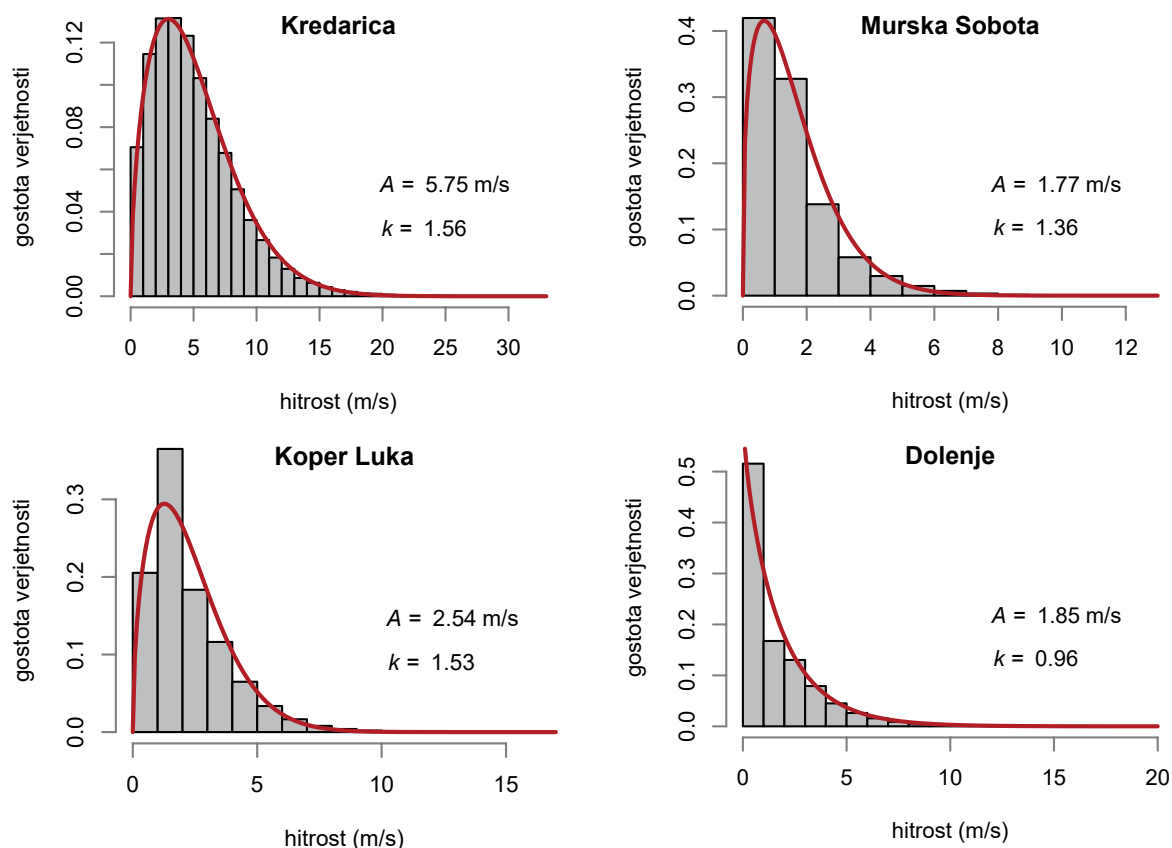 Kredarica
gostota verjetnosti
0.12
0.08
0.04
0.00
A = 5.75 m/s
k = 1.56
0 5 10 15 20 25 30
hitrost (m/s)
Murska Sobota
gostota verjetnosti
0.4
0.3
0.2
0.1
0.0
A = 1.77 m/s
k = 1.36
0 2 4 6 8 10 12
hitrost (m/s)
Koper Luka
gostota verjetnosti
0.3
0.2
0.1
0.0
A = 2.54 m/s
k = 1.53
0 5 10 15
hitrost (m/s)
Dolenje
gostota verjetnosti
0.5
0.4
0.3
0.2
0.1
0.0
A = 1.85 m/s
k = 0.96
0 5 10 15 20
hitrost (m/s)